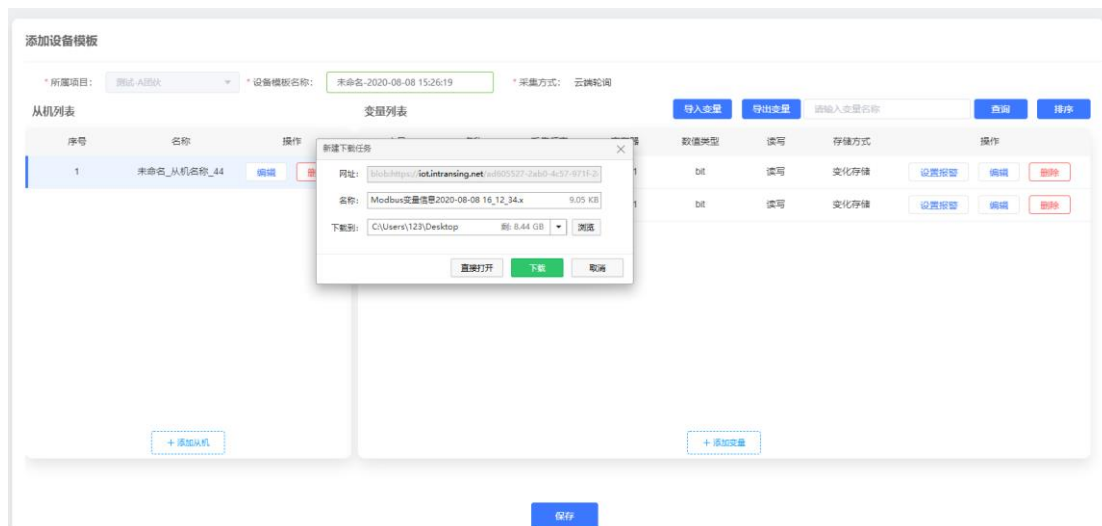 添加设备模板
* 所属项目: 测试-A团伙 * 设备模板名称: 未命名-2020-08-08 15:26:19 * 采集方式: 云端轮询
从机列表 变量列表 导入变量 导出变量 请输入变量名称 查询 排序
序号 名称 操作 数值类型 读写 存储方式 操作
1 未命名_从机名称_44 编辑 bit 读写 变化存储 设置报警 编辑 删除
bit 读写 变化存储 设置报警 编辑 删除
新建下载任务
网址: blob:https://iot.intransing.net/
名称: Modbus变量信息2020-08-08 16_12_34.x 9.05 KB
下载到: C:\Users\123\Desktop 剩: 8.44 GB 浏览
直接打开 下载 取消
+ 添加从机 + 添加变量
保存